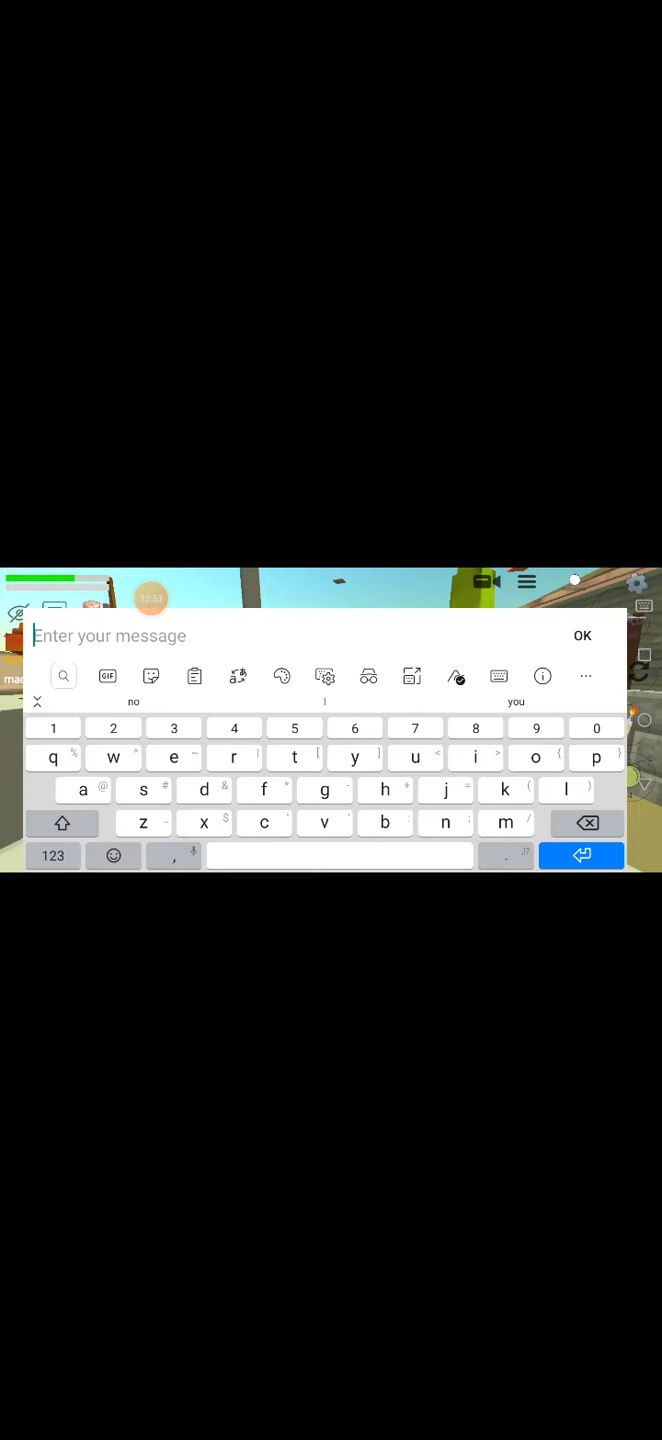 12:53
Enter your message OK
GIF
no I you
1 2 3 4 5 6 7 8 9 0
q % w ^ e ~ r | t [ y ] u < i > o { p }
a @ s # d & f * g - h + j = k ( l )
z _ x $ c " v ' b : n ; m /
123 , . .!?